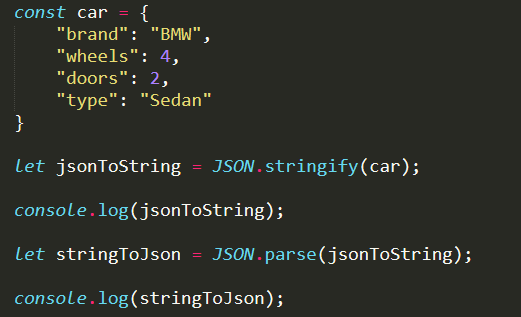 const car = {
    "brand": "BMW",
    "wheels": 4,
    "doors": 2,
    "type": "Sedan"
}
let jsonToString = JSON.stringify(car);
console.log(jsonToString);
let stringToJson = JSON.parse(jsonToString);
console.log(stringToJson);